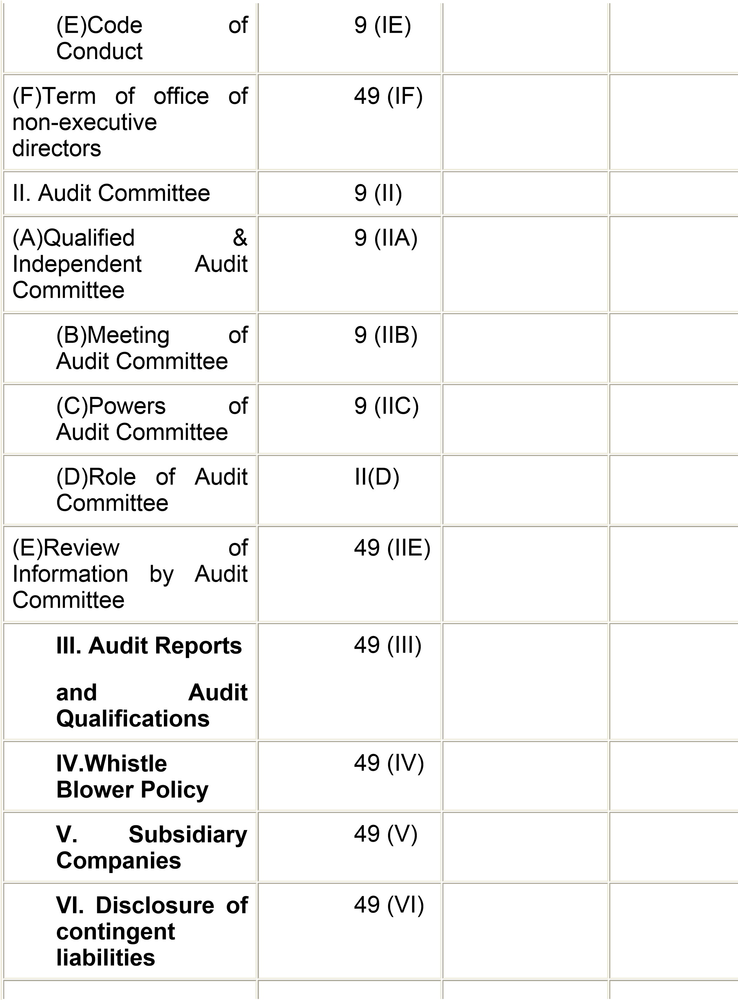 (E)Code of 9 (IE)
Conduct
(F)Term of office of 49 (IF)
non-executive
directors
II. Audit Committee 9 (II)
(A)Qualified & 9 (IIA)
Independent Audit
Committee
(B)Meeting of 9 (IIB)
Audit Committee
(C)Powers of 9 (IIC)
Audit Committee
(D)Role of Audit II(D)
Committee
(E)Review of 49 (IIE)
Information by Audit
Committee
III. Audit Reports 49 (III)
and Audit
Qualifications
IV.Whistle 49 (IV)
Blower Policy
V. Subsidiary 49 (V)
Companies
VI. Disclosure of 49 (VI)
contingent
liabilities